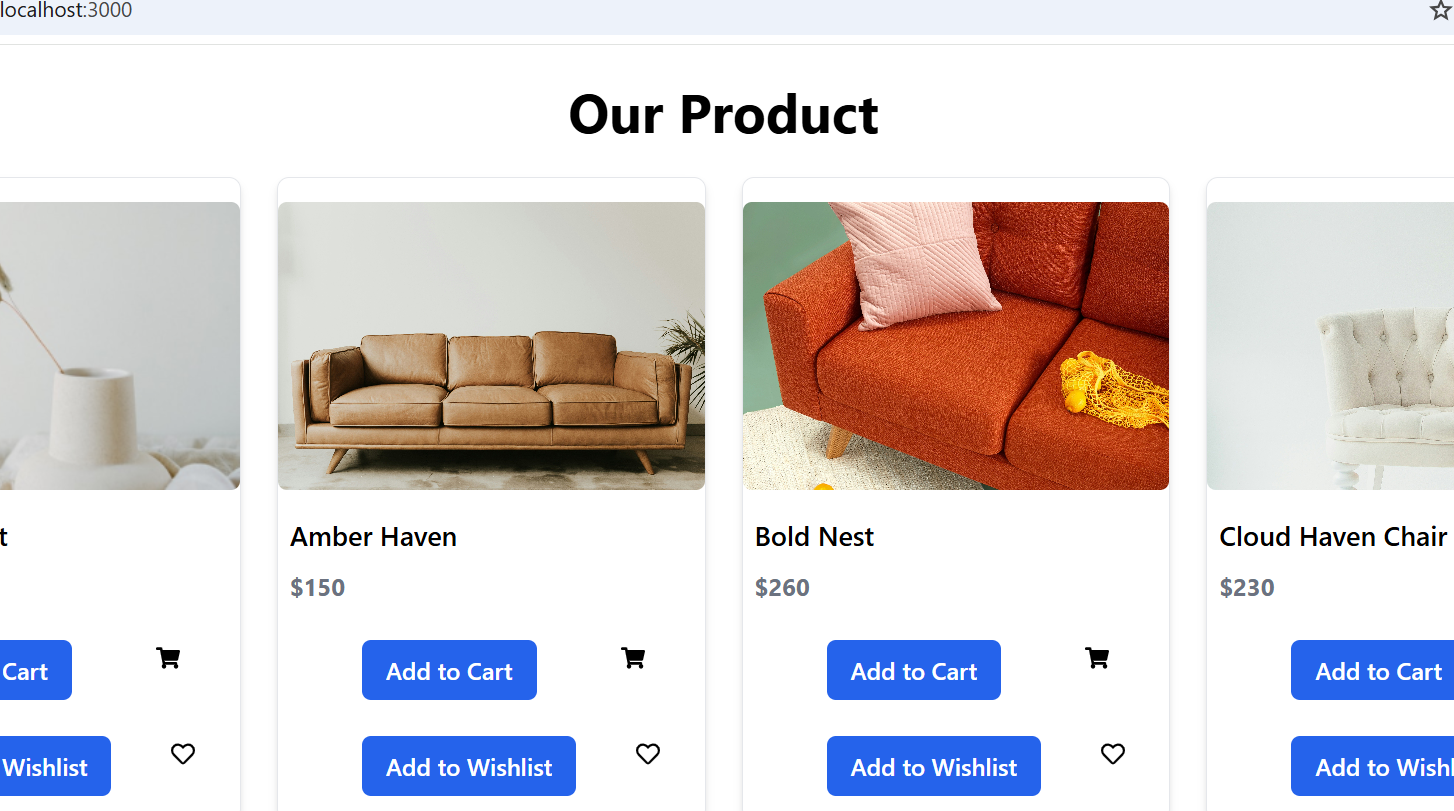 localhost:3000
Our Product
t
Amber Haven
Bold Nest
Cloud Haven Chair
$150
$260
$230
Cart
Add to Cart
Add to Cart
Add to Cart
Wishlist
Add to Wishlist
Add to Wishlist
Add to Wishl